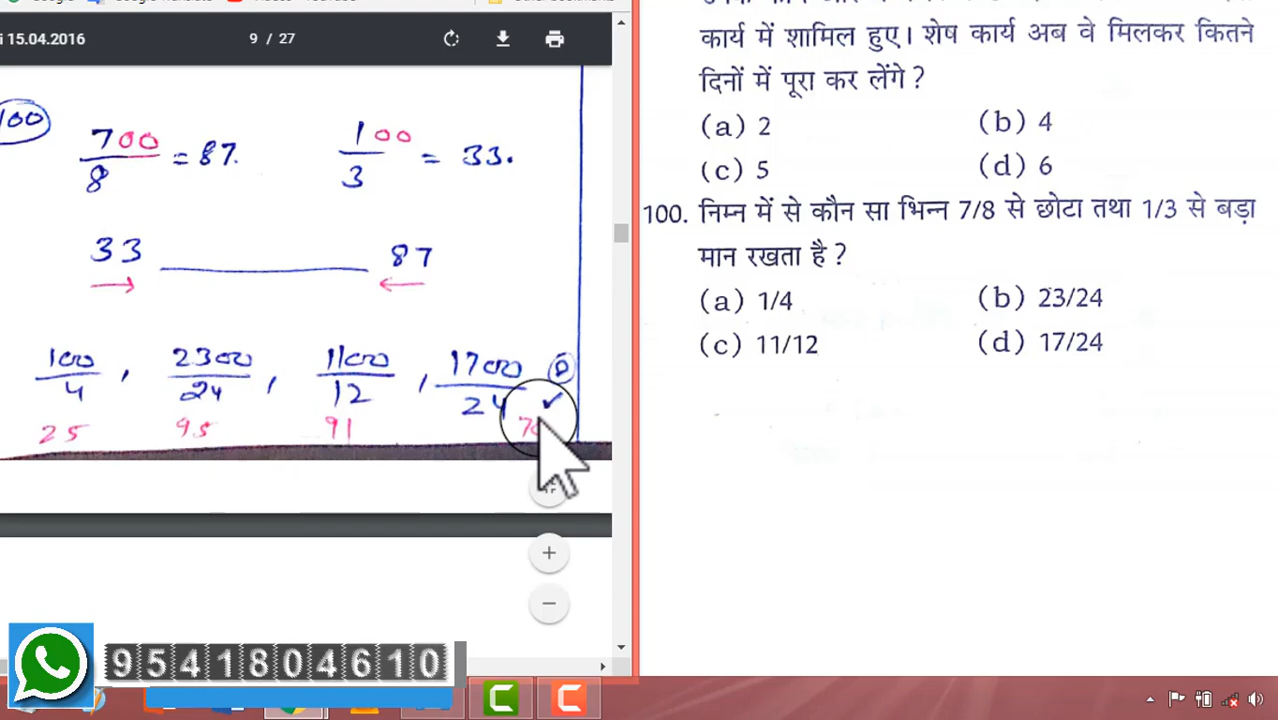 i 15.04.2016
9 / 27
100
700/8 = 87.
100/3 = 33.
33 87
100/4 , 2300/24 , 1100/12 , 1700/24 D ✓
25 95 91
कार्य में शामिल हुए। शेष कार्य अब वे मिलकर कितने
दिनों में पूरा कर लेंगे ?
(a) 2 (b) 4
(c) 5 (d) 6
100. निम्न में से कौन सा भिन्न 7/8 से छोटा तथा 1/3 से बड़ा
मान रखता है ?
(a) 1/4 (b) 23/24
(c) 11/12 (d) 17/24
9541804610